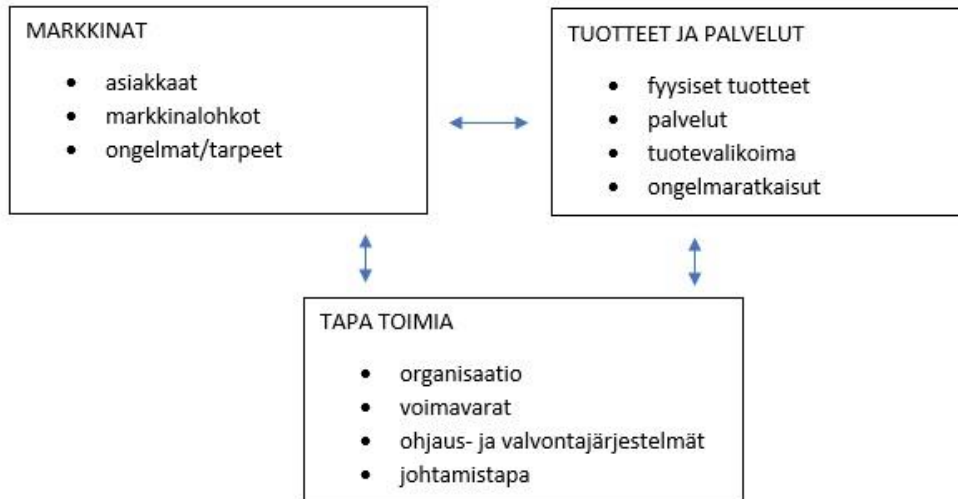 MARKKINAT
• asiakkaat
• markkinalohkot
• ongelmat/tarpeet
TUOTTEET JA PALVELUT
• fyysiset tuotteet
• palvelut
• tuotevalikoima
• ongelmaratkaisut
TAPA TOIMIA
• organisaatio
• voimavarat
• ohjaus- ja valvontajärjestelmät
• johtamistapa